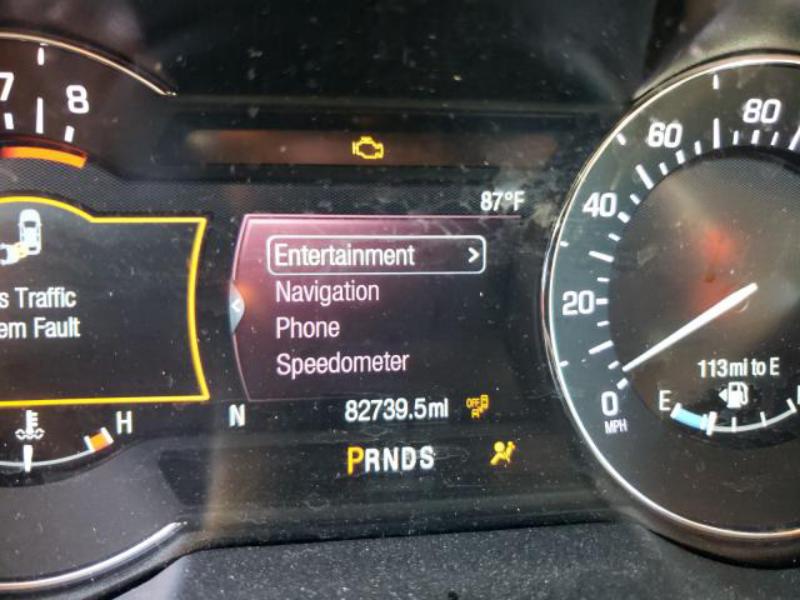 7 8
87°F
s Traffic
em Fault
Entertainment >
Navigation
Phone
Speedometer
H
N
82739.5mi OFF
PRNDS
0 20 40 60 80
MPH
113mi to E
E